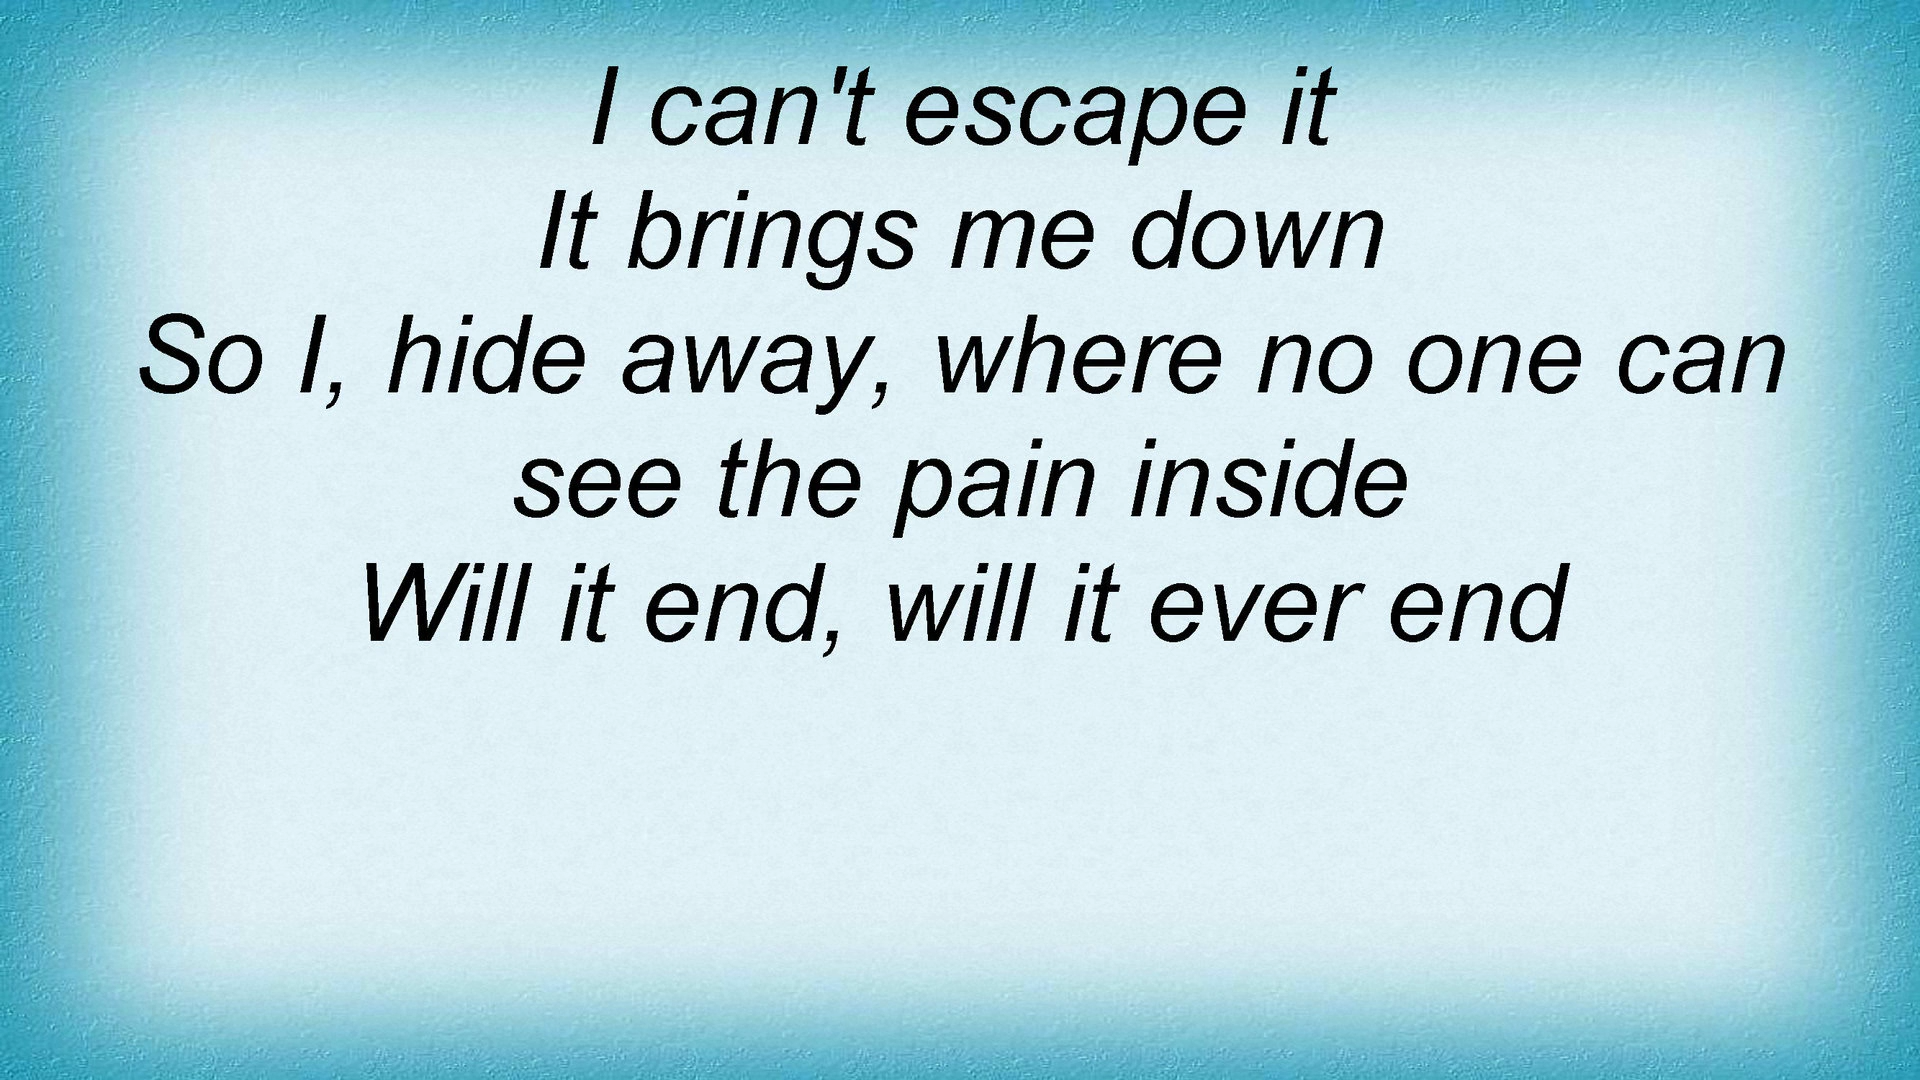 I can't escape it
It brings me down
So I, hide away, where no one can
see the pain inside
Will it end, will it ever end